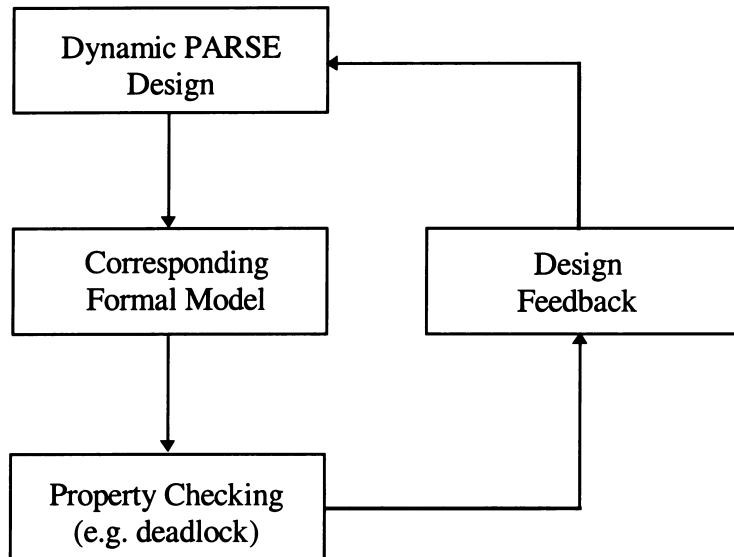 Dynamic PARSE
Design
Corresponding
Formal Model
Design
Feedback
Property Checking
(e.g. deadlock)